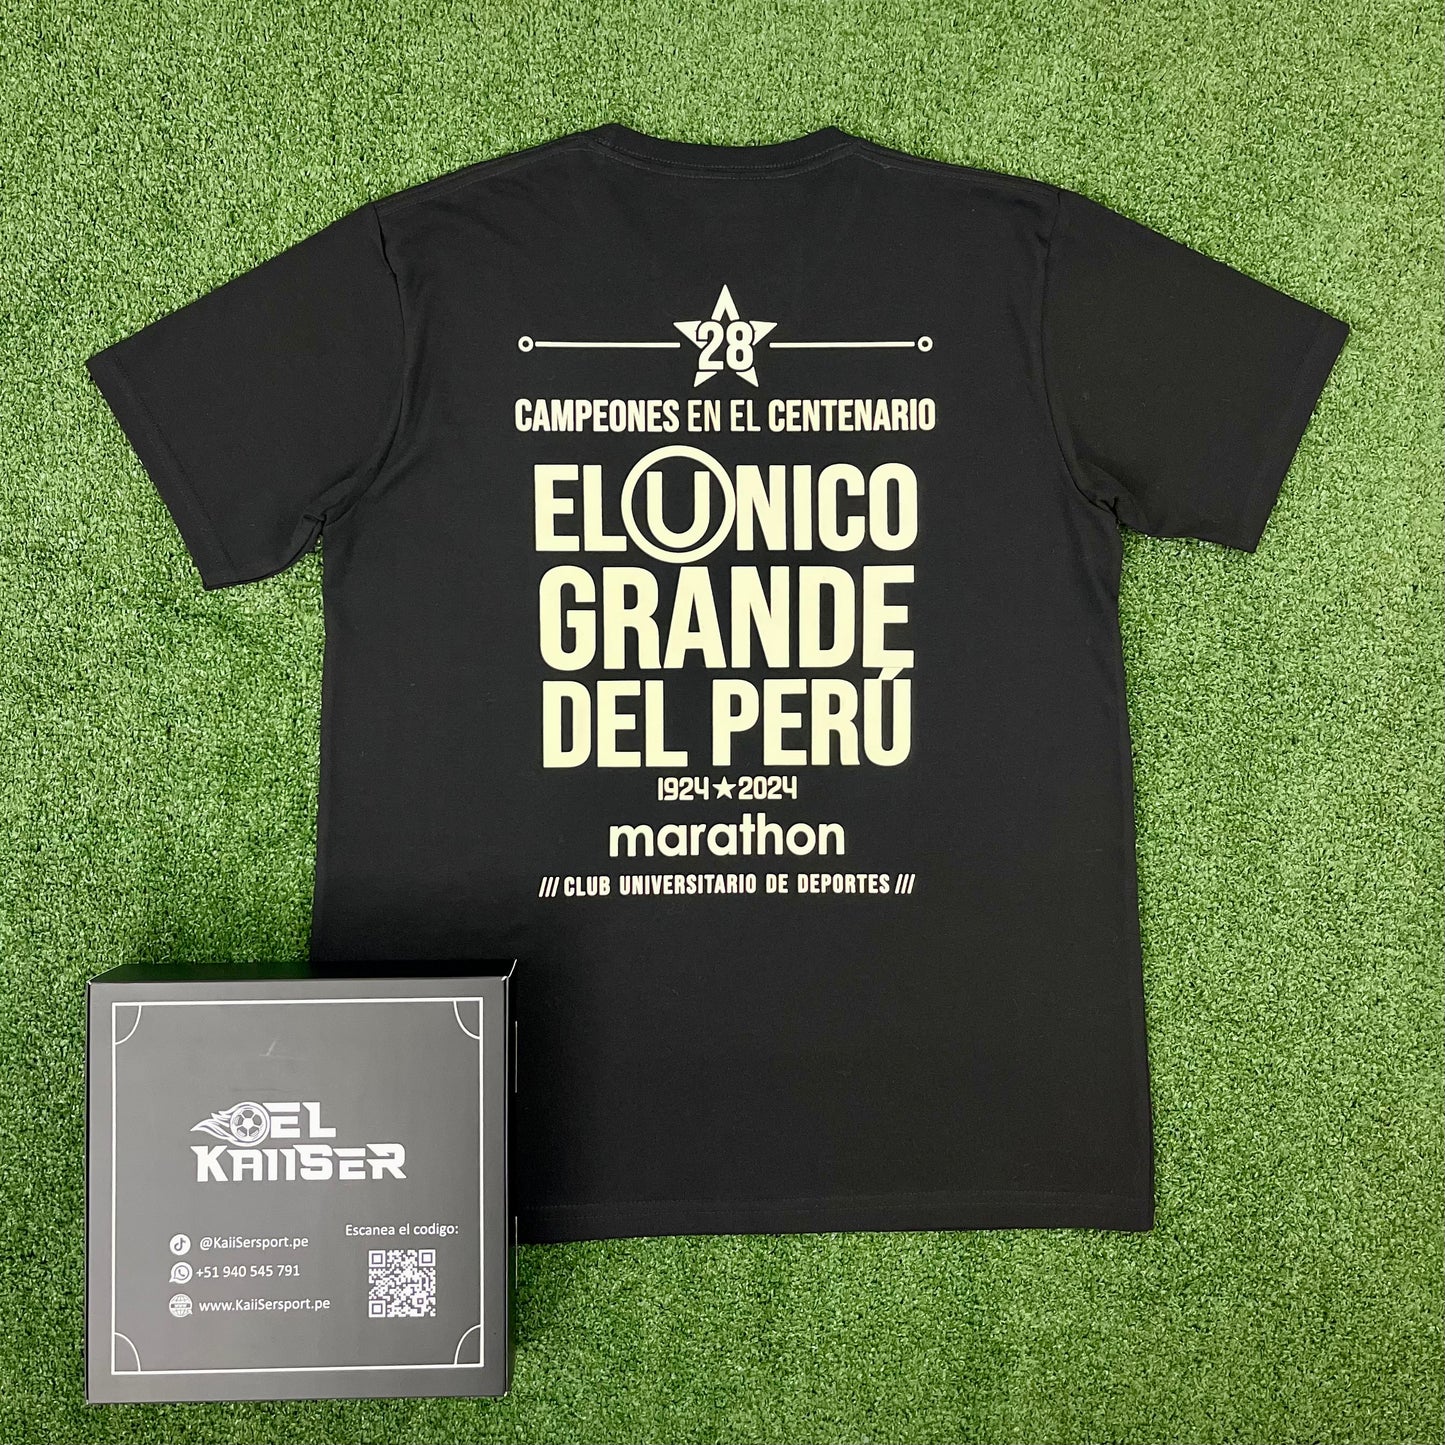 28
CAMPEONES EN EL CENTENARIO
EL UNICO
GRANDE
DEL PERÚ
1924★2024
marathon
/// CLUB UNIVERSITARIO DE DEPORTES ///
EL
KAIISER
Escanea el codigo:
@KaiiSersport.pe
+51 940 545 791
www.KaiiSersport.pe